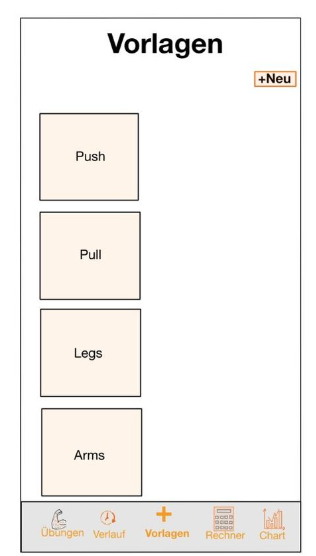 Vorlagen
+Neu
Push
Pull
Legs
Arms
Übungen Verlauf Vorlagen Rechner Chart